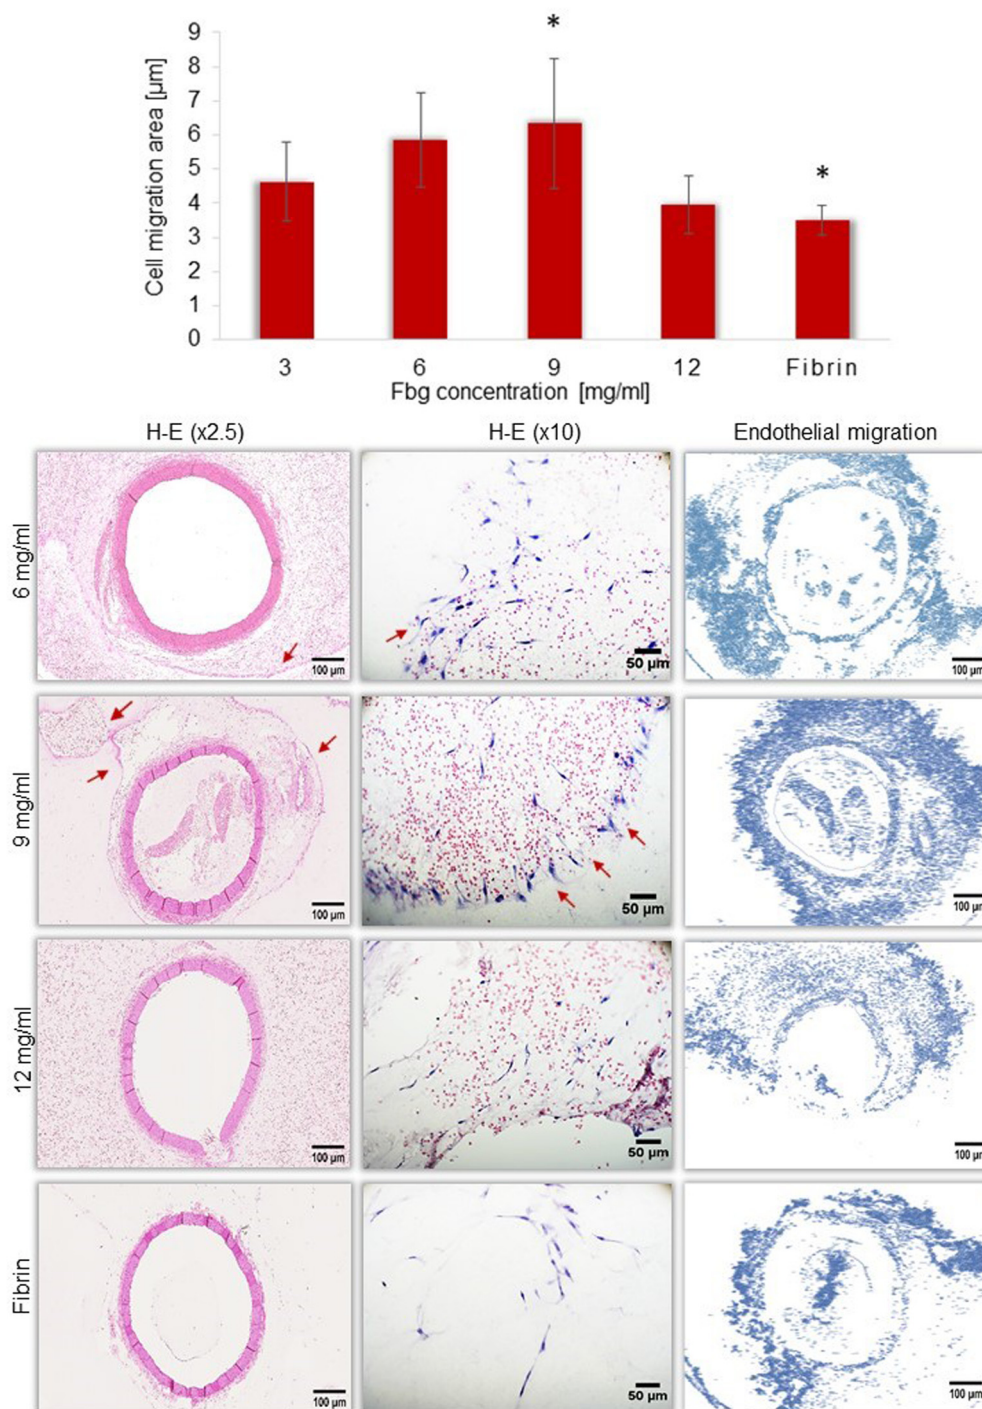 9
8
7
6
5
4
3
2
1
0
Cell migration area [µm]
*
*
3 6 9 12 Fibrin
Fbg concentration [mg/ml]
H-E (x2.5) H-E (x10) Endothelial migration
6 mg/ml
100 µm 50 µm 100 µm
9 mg/ml
100 µm 50 µm 100 µm
12 mg/ml
100 µm 50 µm 100 µm
Fibrin
100 µm 50 µm 100 µm